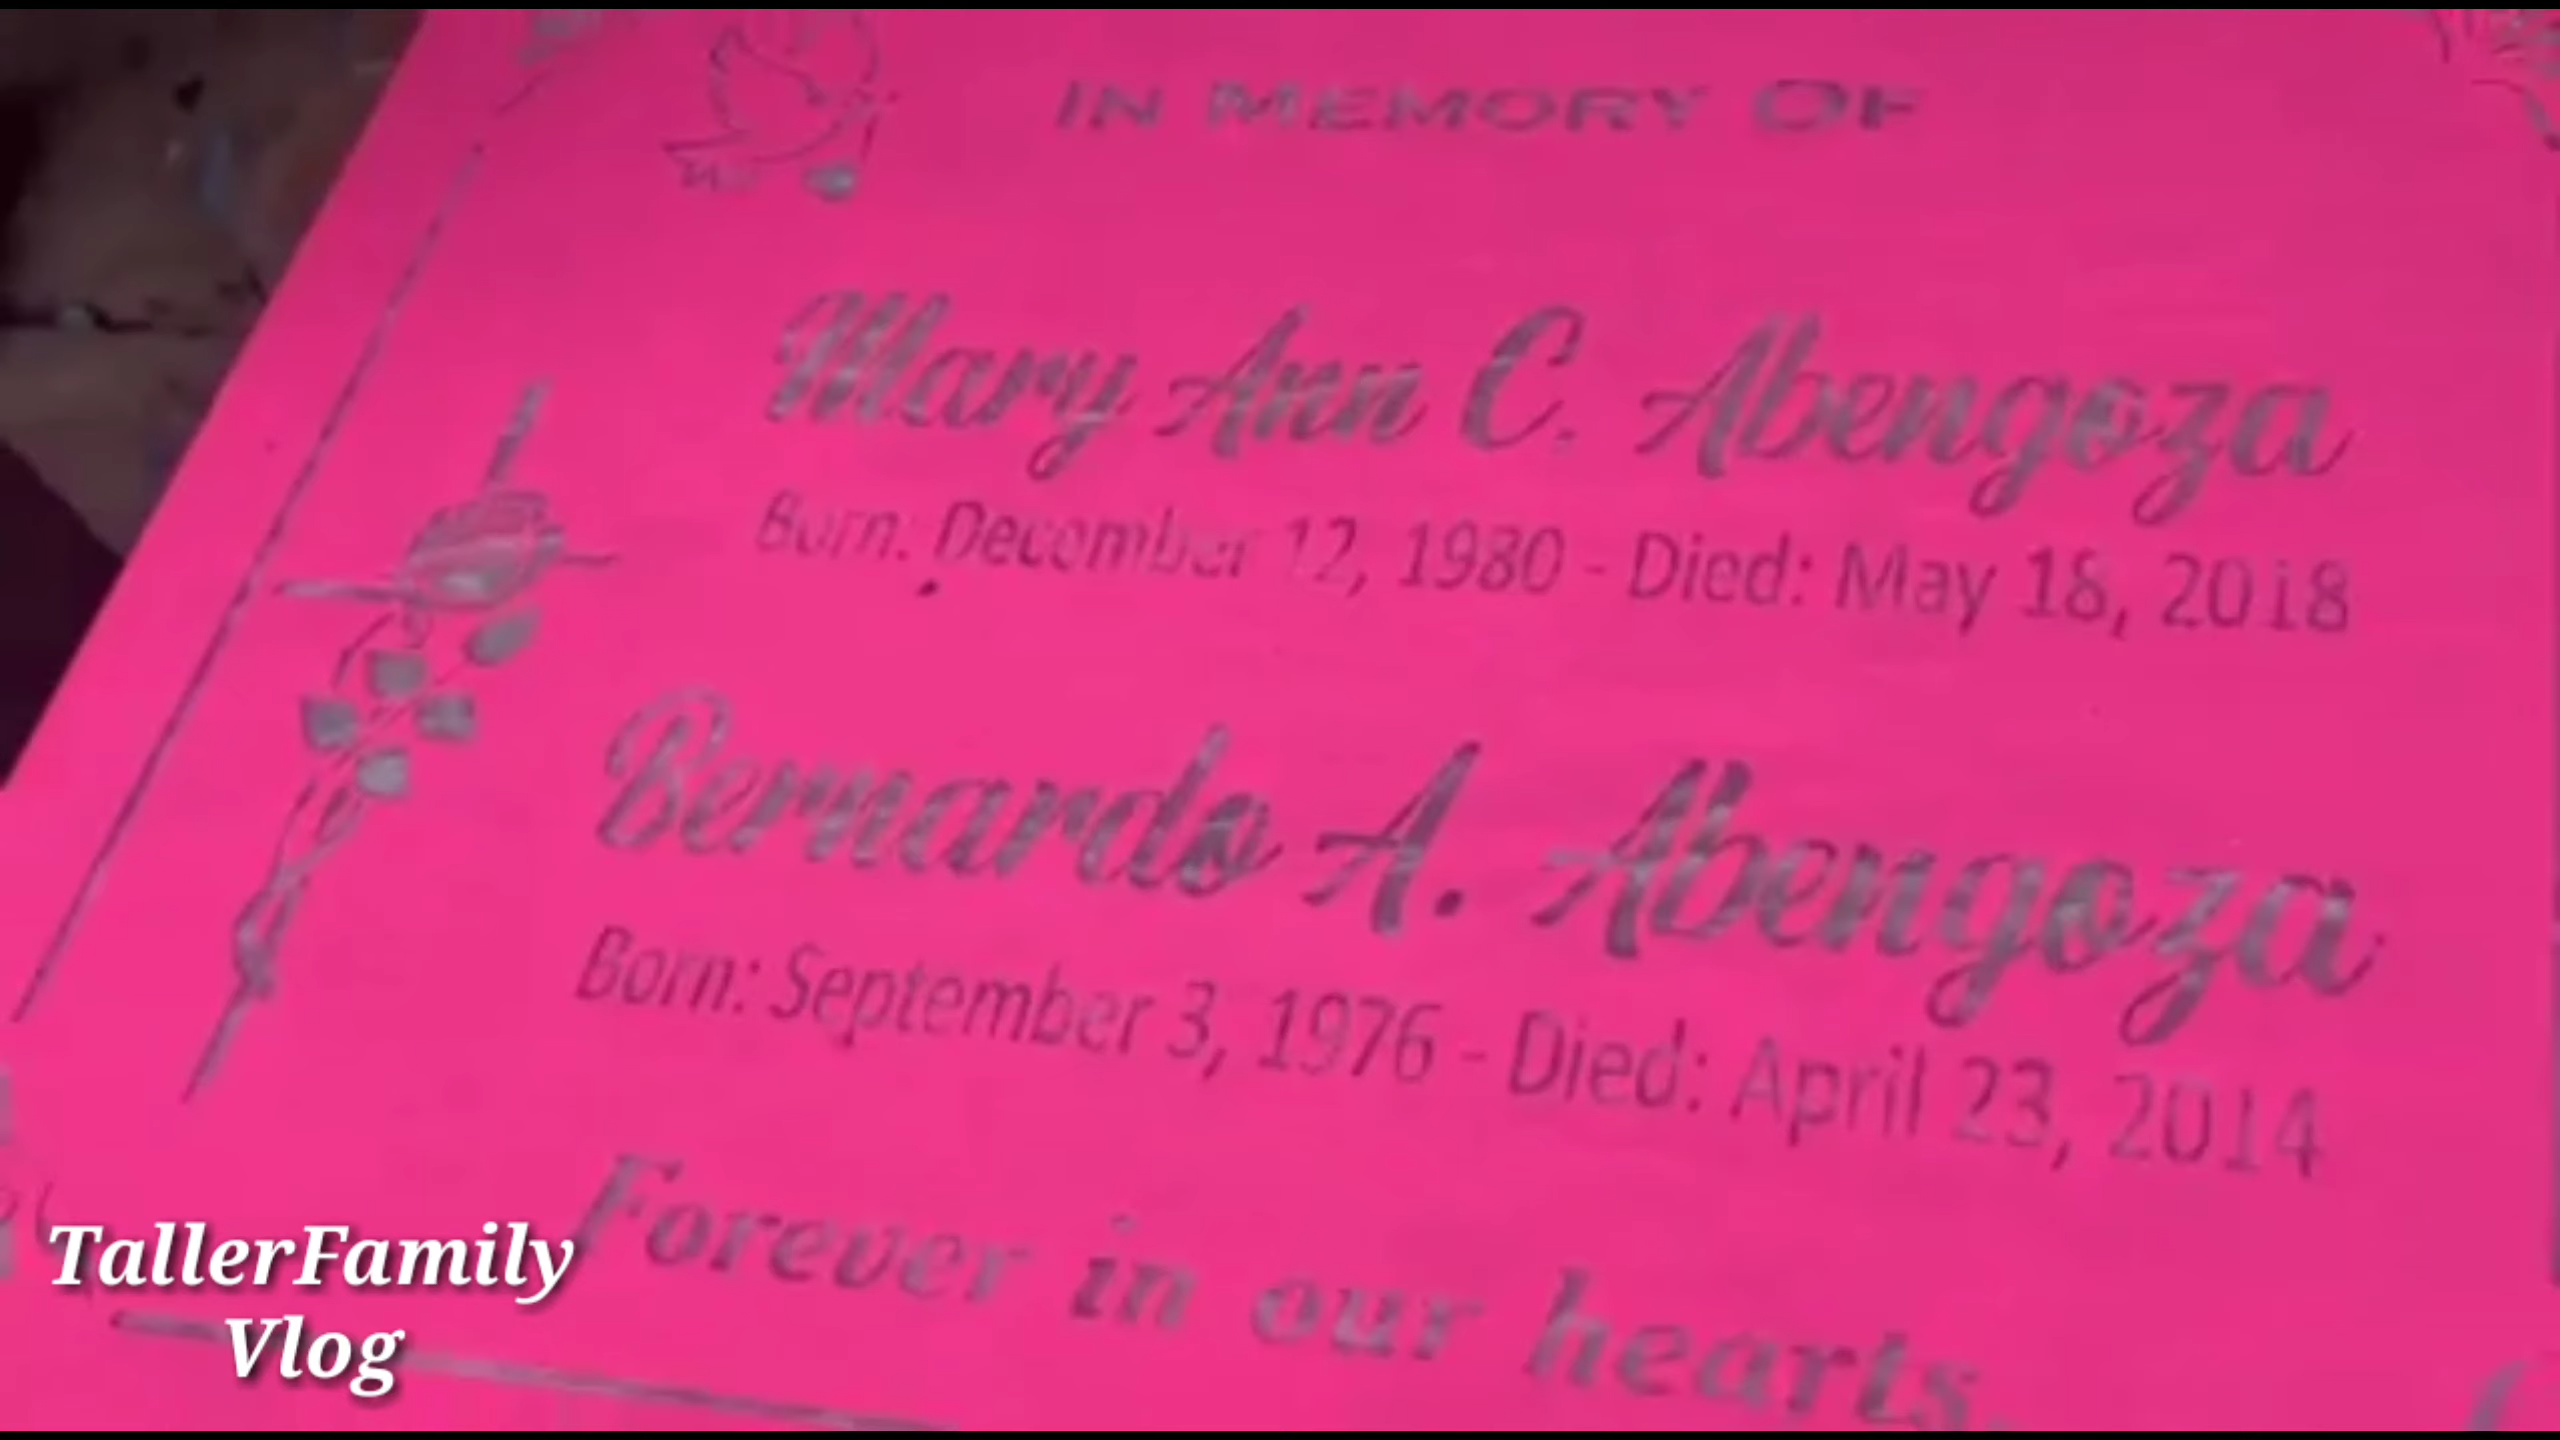 IN MEMORY OF
Mary Ann C. Abengoza
Born: December 12, 1980 - Died: May 18, 2018
Bernardo A. Abengoza
Born: September 3, 1976 - Died: April 23, 2014
Forever in our hearts.
TallerFamily
Vlog